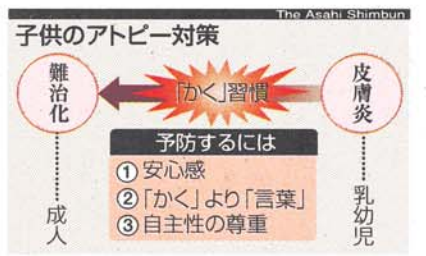 The Asahi Shimbun
子供のアトピー対策
難治化
「かく」習慣
皮膚炎
予防するには
①安心感
②「かく」より「言葉」
③自主性の尊重
成人
乳幼児